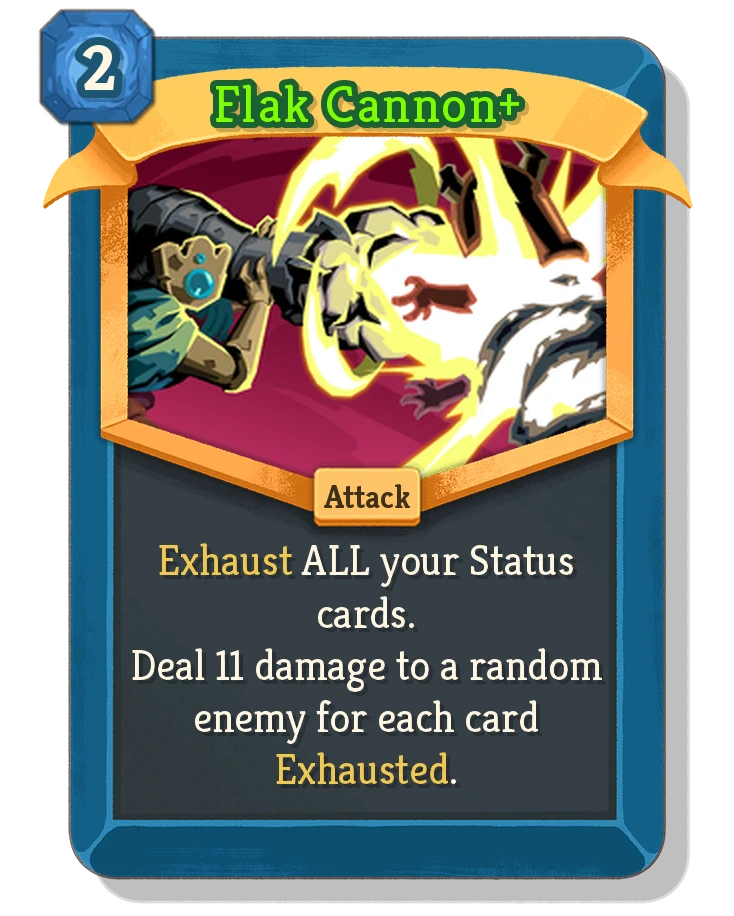 2
Flak Cannon+
Attack
Exhaust ALL your Status
cards.
Deal 11 damage to a random
enemy for each card
Exhausted.